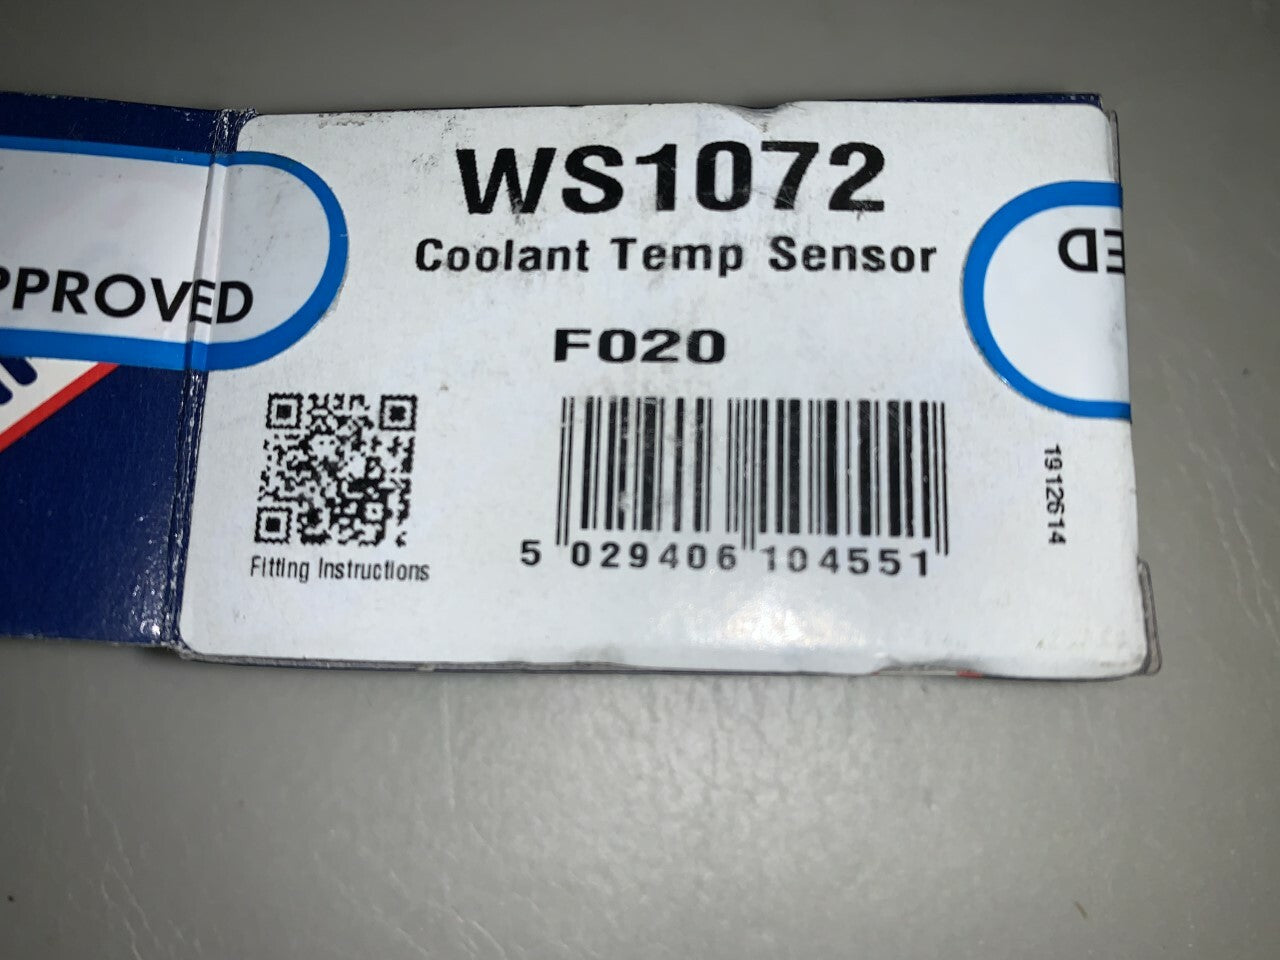 WS1072
Coolant Temp Sensor
PPROVED
ED
F020
5 029406 104551
Fitting Instructions
1912614